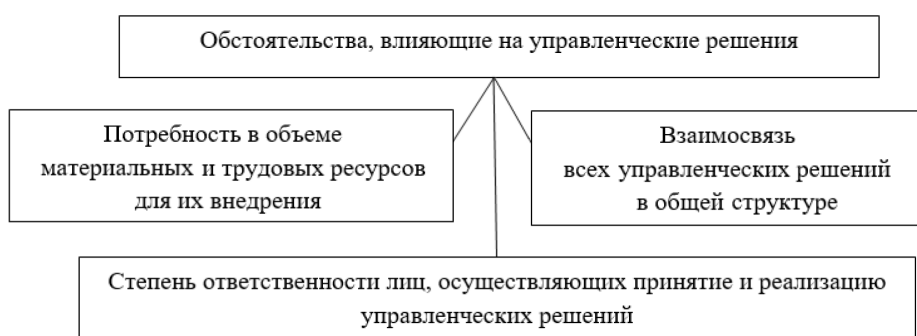 Обстоятельства, влияющие на управленческие решения
Потребность в объеме
материальных и трудовых ресурсов
для их внедрения
Взаимосвязь
всех управленческих решений
в общей структуре
Степень ответственности лиц, осуществляющих принятие и реализацию
управленческих решений